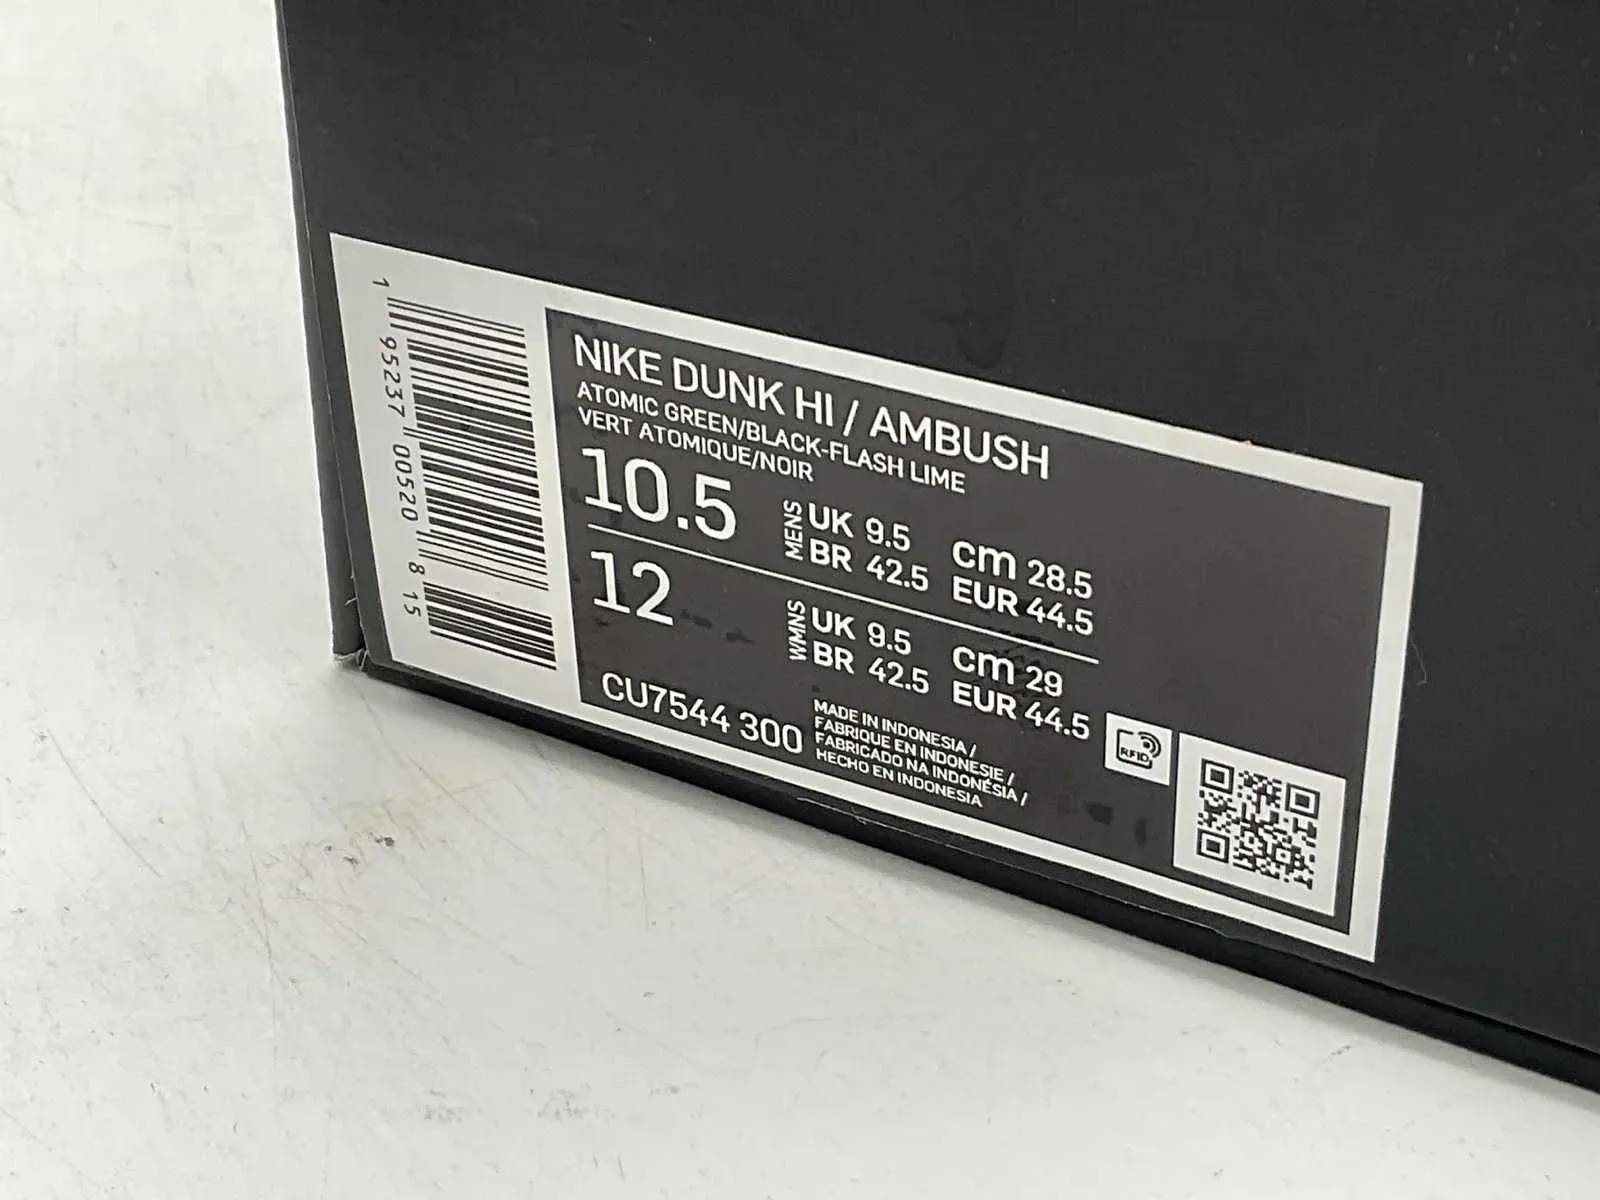 1 95237 00520 8 15
NIKE DUNK HI / AMBUSH
ATOMIC GREEN/BLACK-FLASH LIME
VERT ATOMIQUE/NOIR
10.5 MENS UK 9.5 cm 28.5
BR 42.5 EUR 44.5
12 WMNS UK 9.5 cm 29
BR 42.5 EUR 44.5
CU7544 300
MADE IN INDONESIA /
FABRIQUE EN INDONESIE /
FABRICADO NA INDONÉSIA /
HECHO EN INDONESIA
RFID